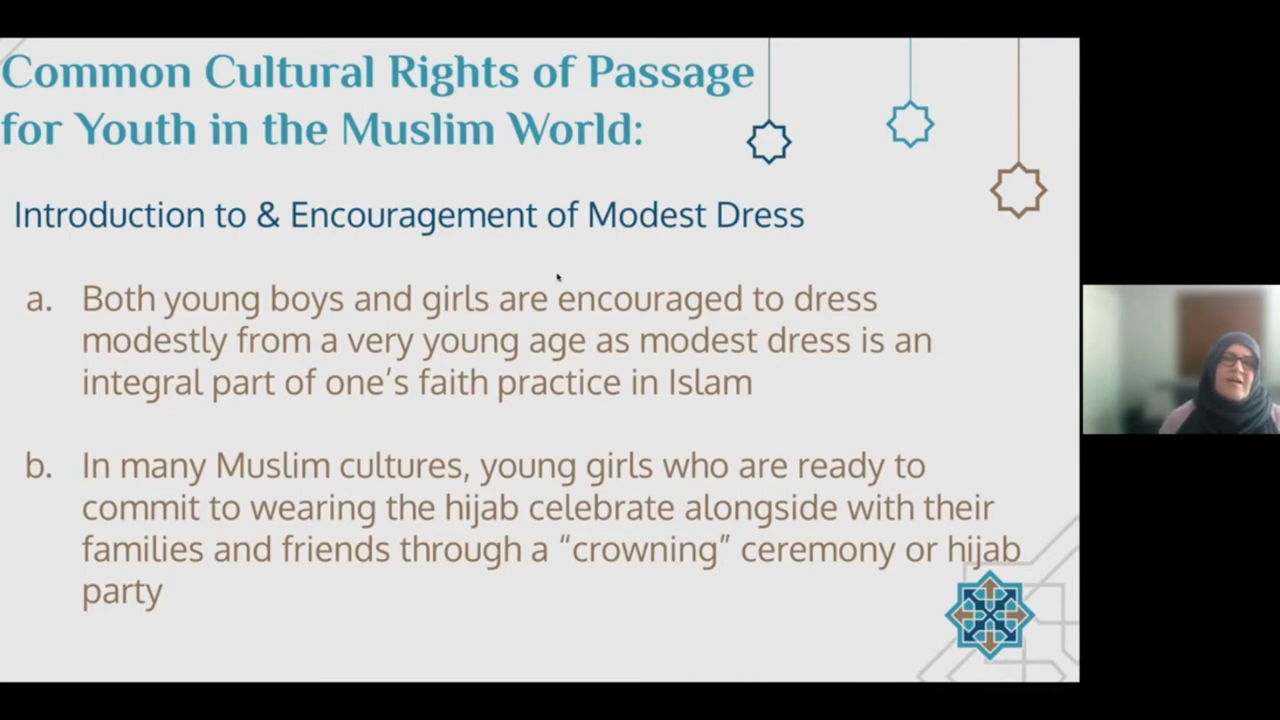 Common Cultural Rights of Passage
for Youth in the Muslim World:
Introduction to & Encouragement of Modest Dress
a. Both young boys and girls are encouraged to dress
modestly from a very young age as modest dress is an
integral part of one’s faith practice in Islam
b. In many Muslim cultures, young girls who are ready to
commit to wearing the hijab celebrate alongside with their
families and friends through a “crowning” ceremony or hijab
party